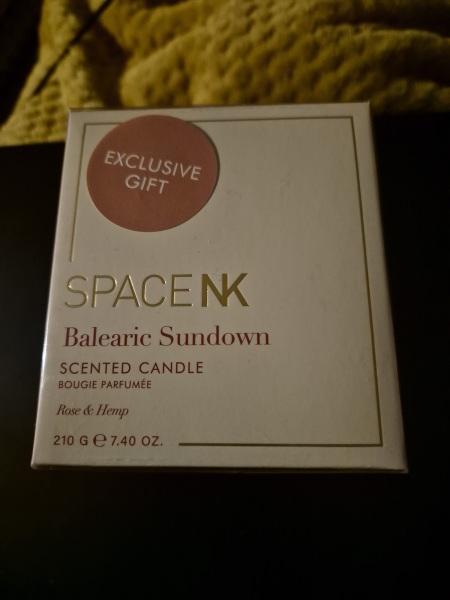 EXCLUSIVE
GIFT
SPACE NK
Balearic Sundown
SCENTED CANDLE
BOUGIE PARFUMÉE
Rose & Hemp
210 G ℮ 7.40 OZ.